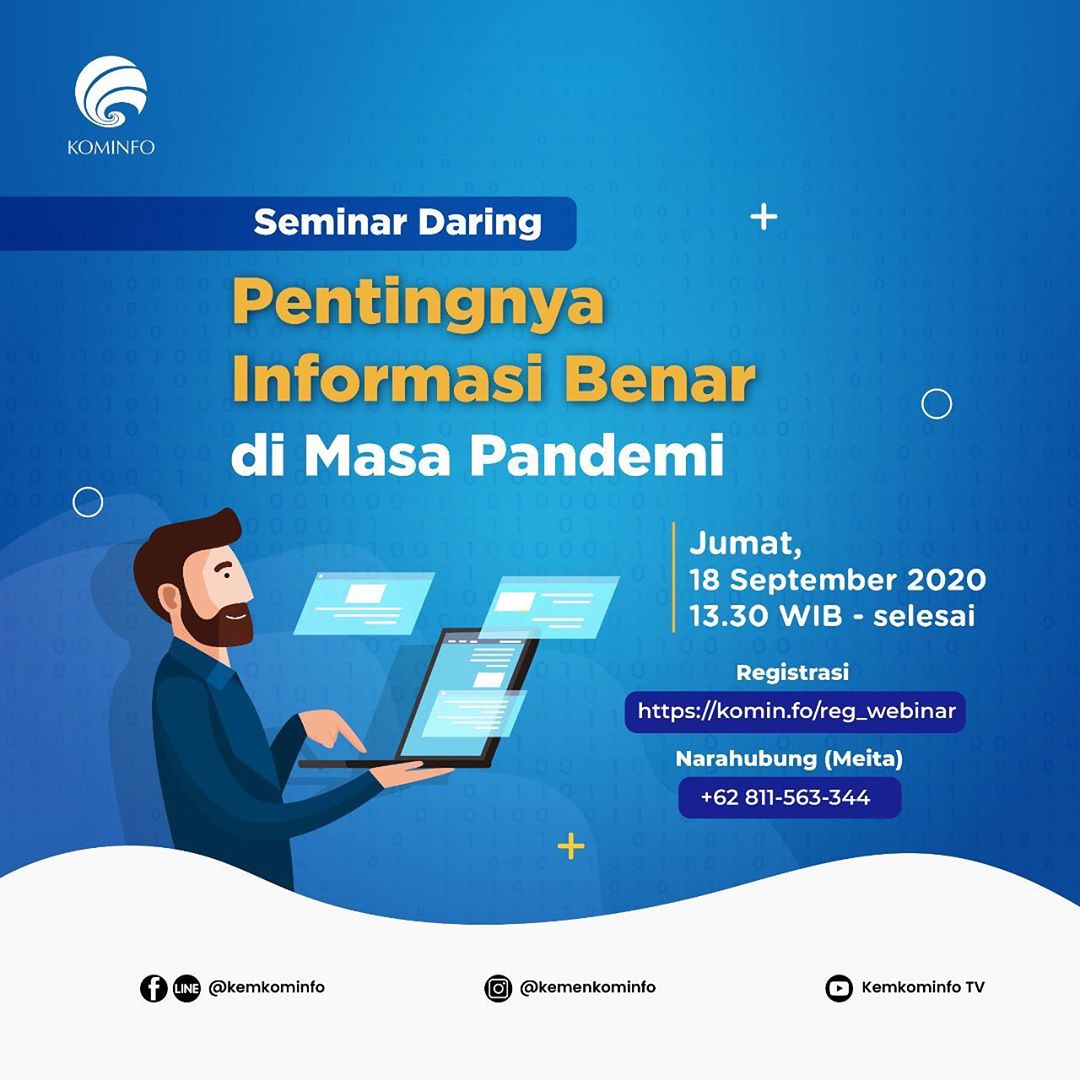 KOMINFO
Seminar Daring
Pentingnya
Informasi Benar
di Masa Pandemi
Jumat,
18 September 2020
13.30 WIB - selesai
Registrasi
https://komin.fo/reg_webinar
Narahubung (Meita)
+62 811-563-344
LINE @kemkominfo
@kemenkominfo
Kemkominfo TV